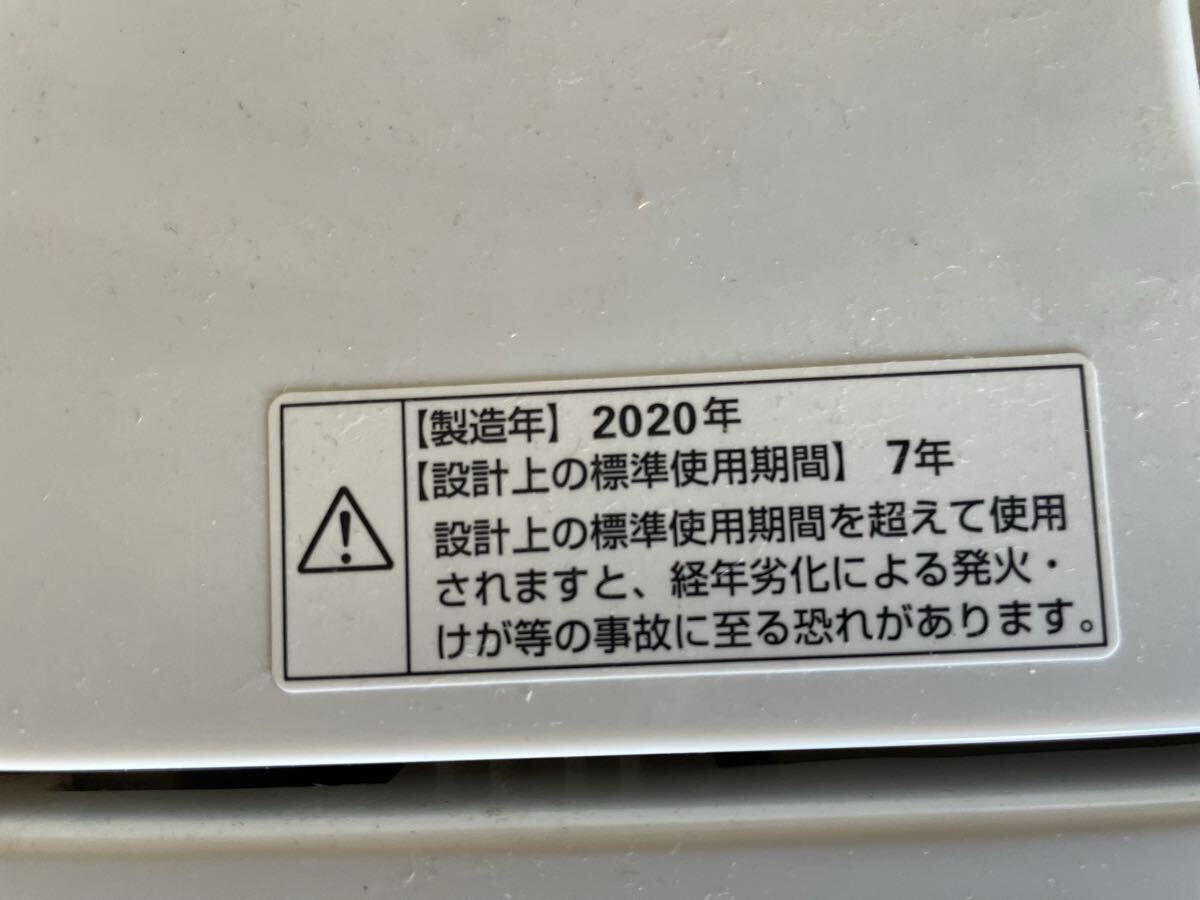 【製造年】 2020年
【設計上の標準使用期間】 7年
設計上の標準使用期間を超えて使用
されますと、経年劣化による発火・
けが等の事故に至る恐れがあります。